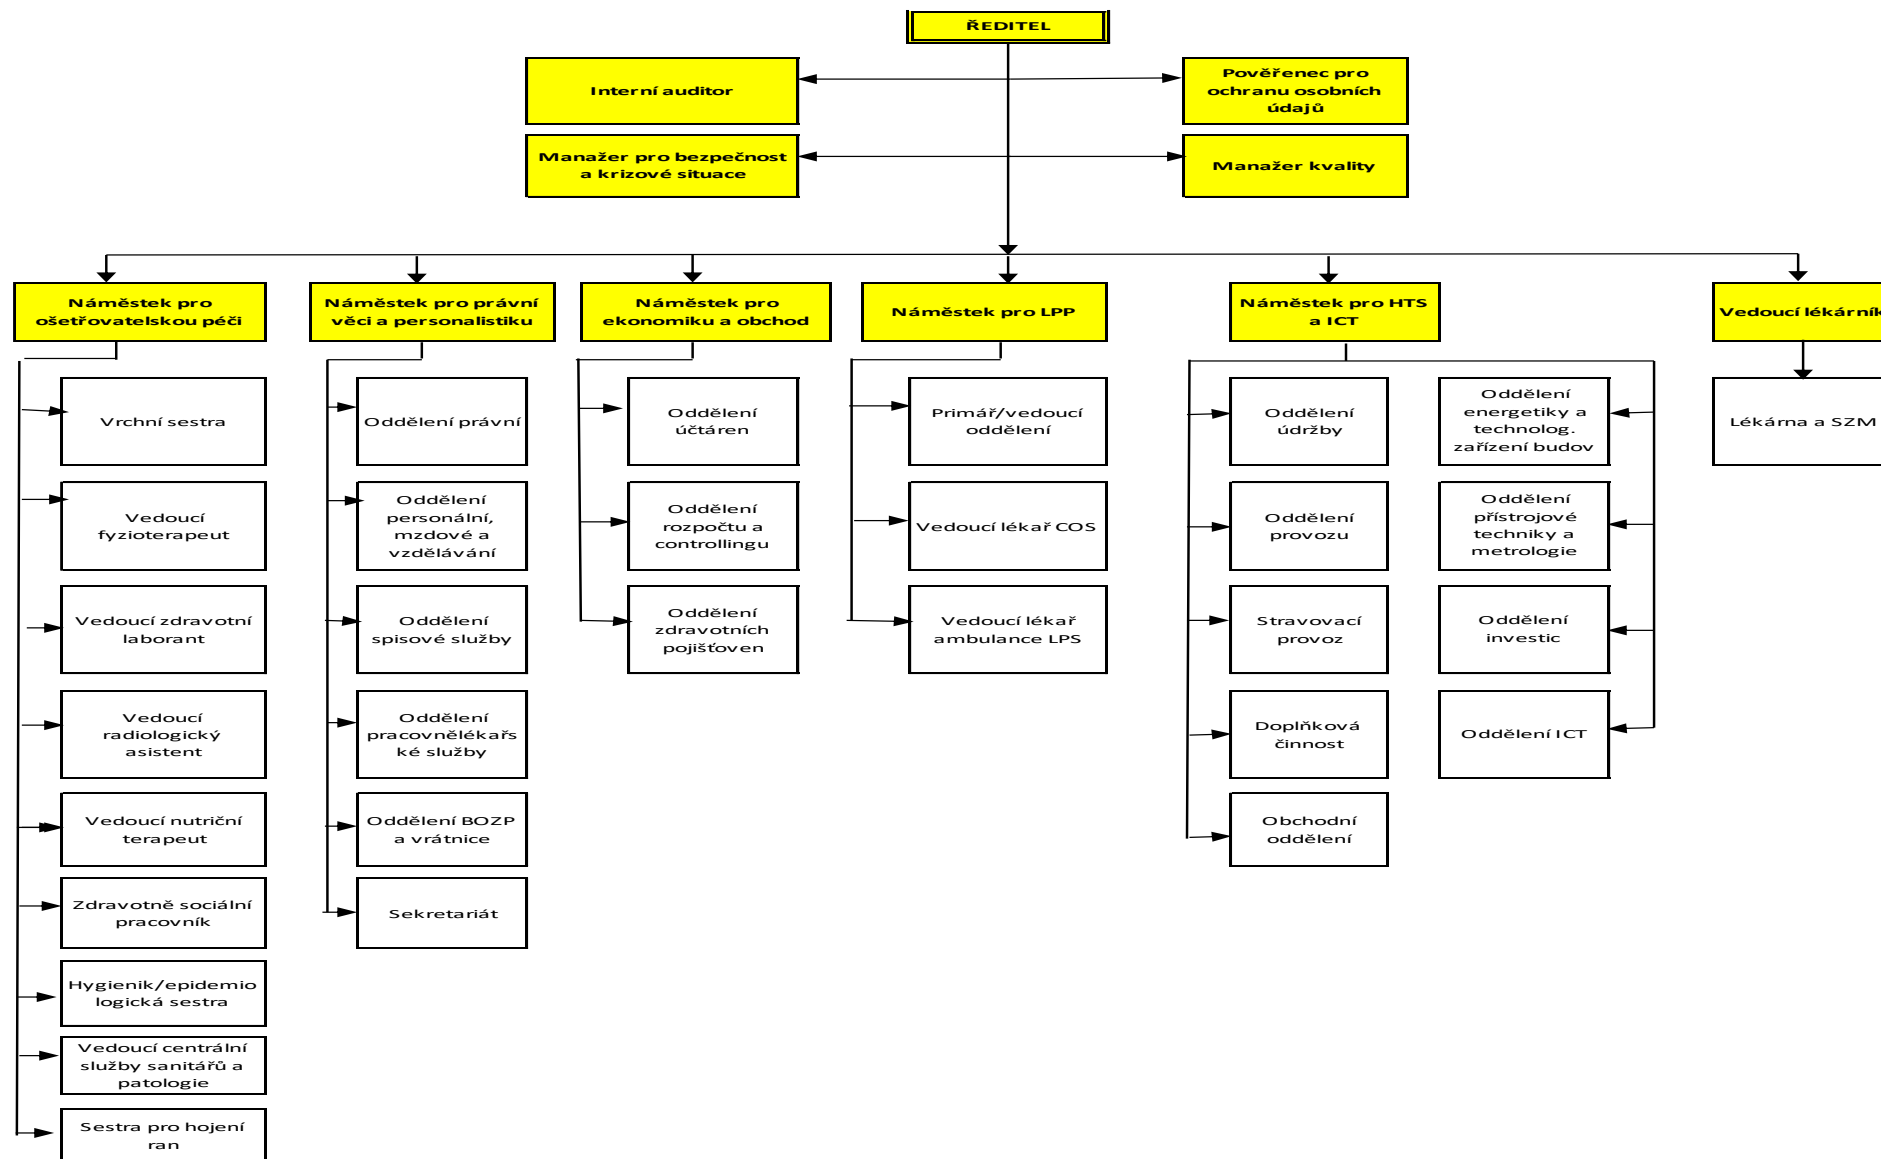 ŘEDITEL
Interní auditor
Pověřenec pro
ochranu osobních
údajů
Manažer pro bezpečnost
a krizové situace
Manažer kvality
Náměstek pro
ošetřovatelskou péči
Náměstek pro právní
věci a personalistiku
Náměstek pro
ekonomiku a obchod
Náměstek pro LPP
Náměstek pro HTS
a ICT
Vedoucí lékárník
Vrchní sestra
Vedoucí
fyzioterapeut
Vedoucí zdravotní
laborant
Vedoucí
radiologický
asistent
Vedoucí nutriční
terapeut
Zdravotně sociální
pracovník
Hygienik/epidemio
logická sestra
Vedoucí centrální
služby sanitářů a
patologie
Sestra pro hojení
ran
Oddělení právní
Oddělení
personální,
mzdové a
vzdělávání
Oddělení
spisové služby
Oddělení
pracovnělékařs
ké služby
Oddělení BOZP
a vrátnice
Sekretariát
Oddělení
účtáren
Oddělení
rozpočtu a
controllingu
Oddělení
zdravotních
pojišťoven
Primář/vedoucí
oddělení
Vedoucí lékař COS
Vedoucí lékař
ambulance LPS
Oddělení
údržby
Oddělení
provozu
Stravovací
provoz
Doplňková
činnost
Obchodní
oddělení
Oddělení
energetiky a
technolog.
zařízení budov
Oddělení
přístrojové
techniky a
metrologie
Oddělení
investic
Oddělení ICT
Lékárna a SZM